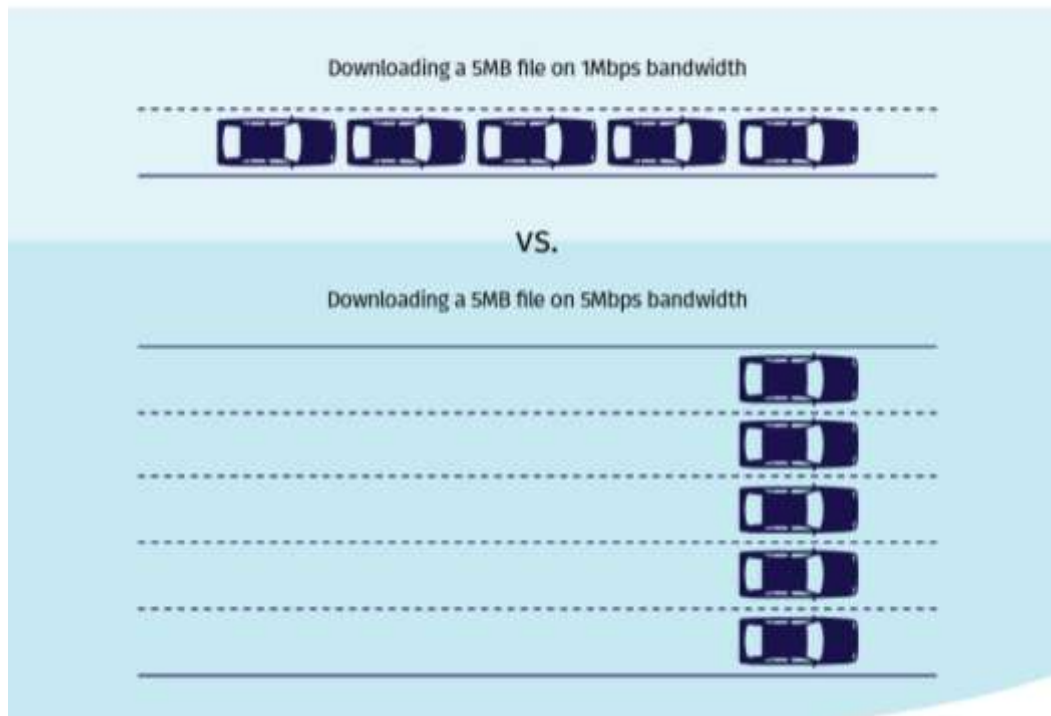 Downloading a 5MB file on 1Mbps bandwidth
vs.
Downloading a 5MB file on 5Mbps bandwidth